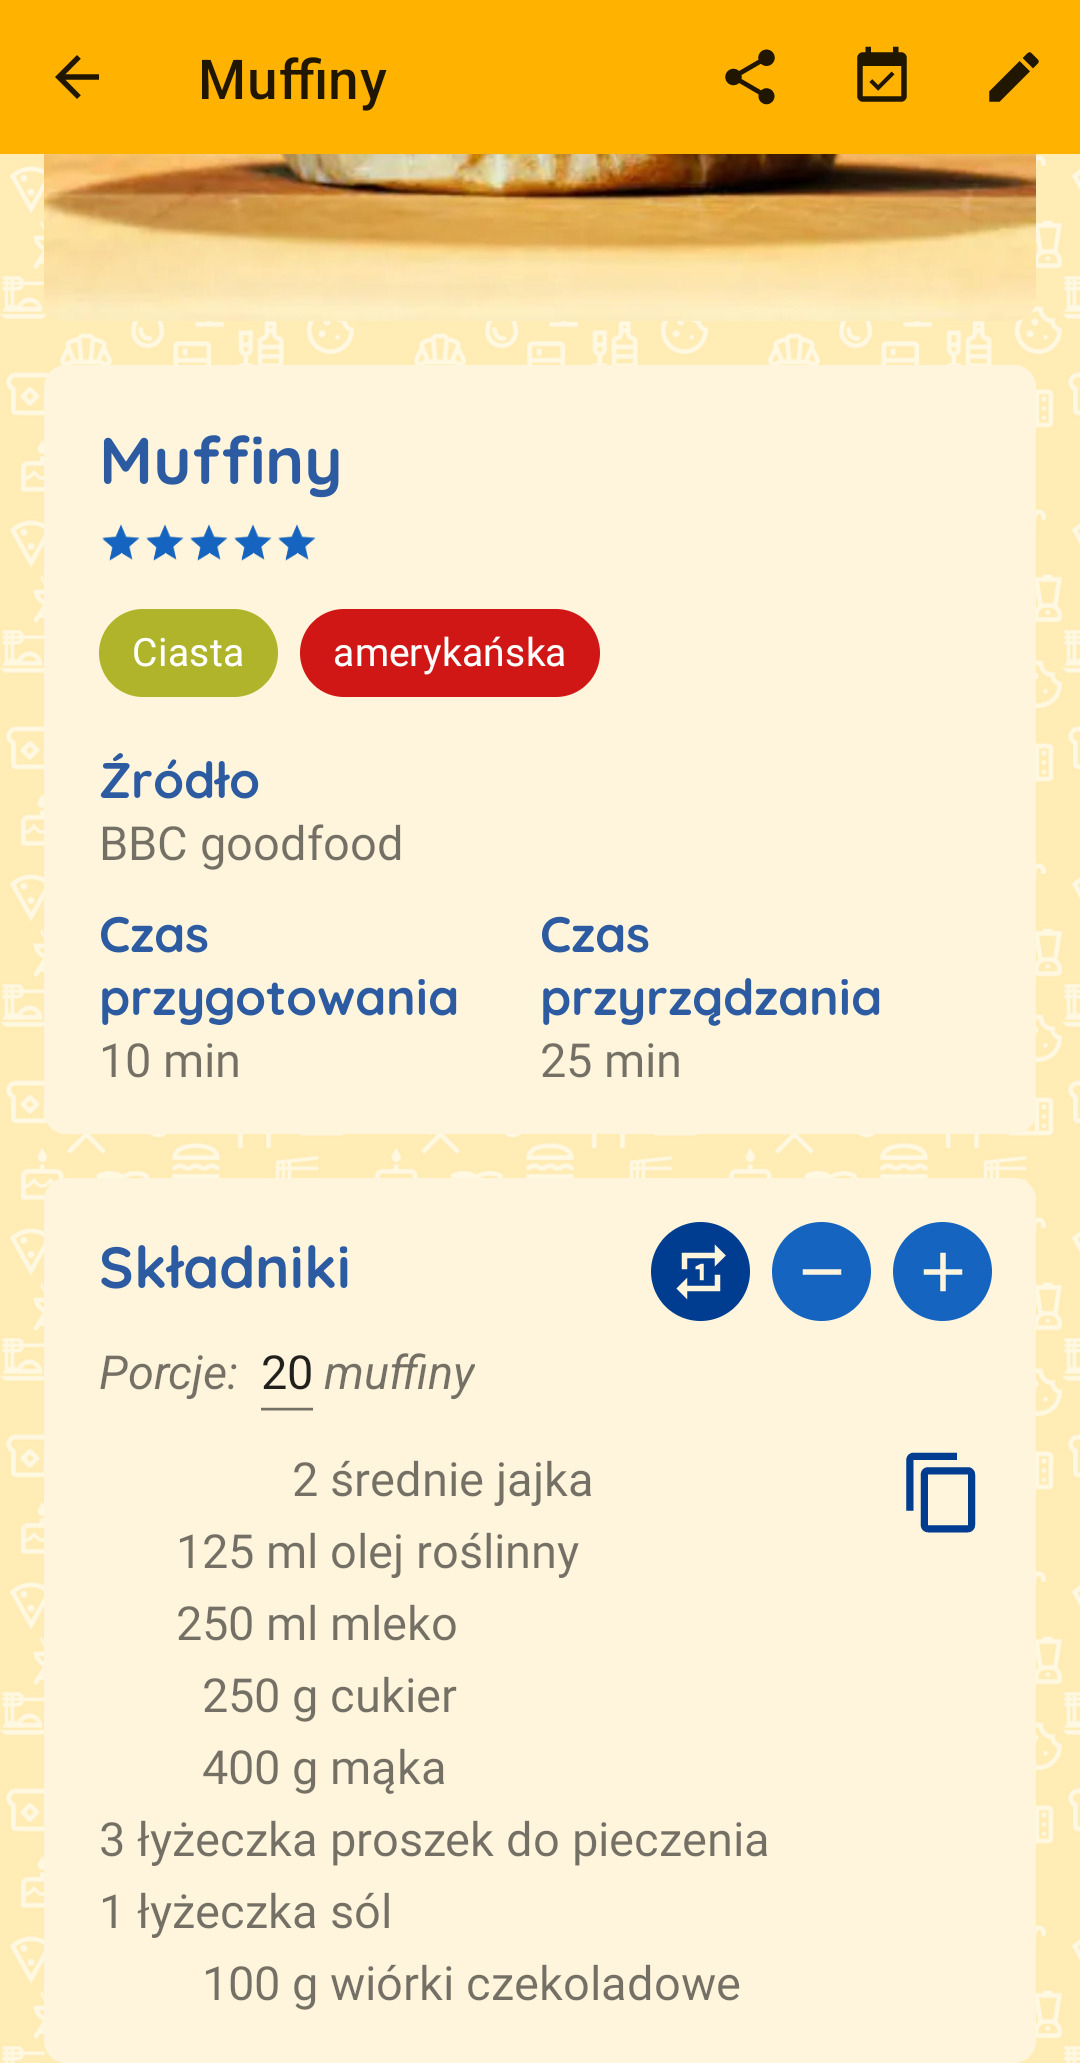 Muffiny
Muffiny
Ciasta amerykańska
Źródło
BBC goodfood
Czas przygotowania
10 min
Czas przyrządzania
25 min
Składniki
1
Porcje: 20 muffiny
2 średnie jajka
125 ml olej roślinny
250 ml mleko
250 g cukier
400 g mąka
3 łyżeczka proszek do pieczenia
1 łyżeczka sól
100 g wiórki czekoladowe